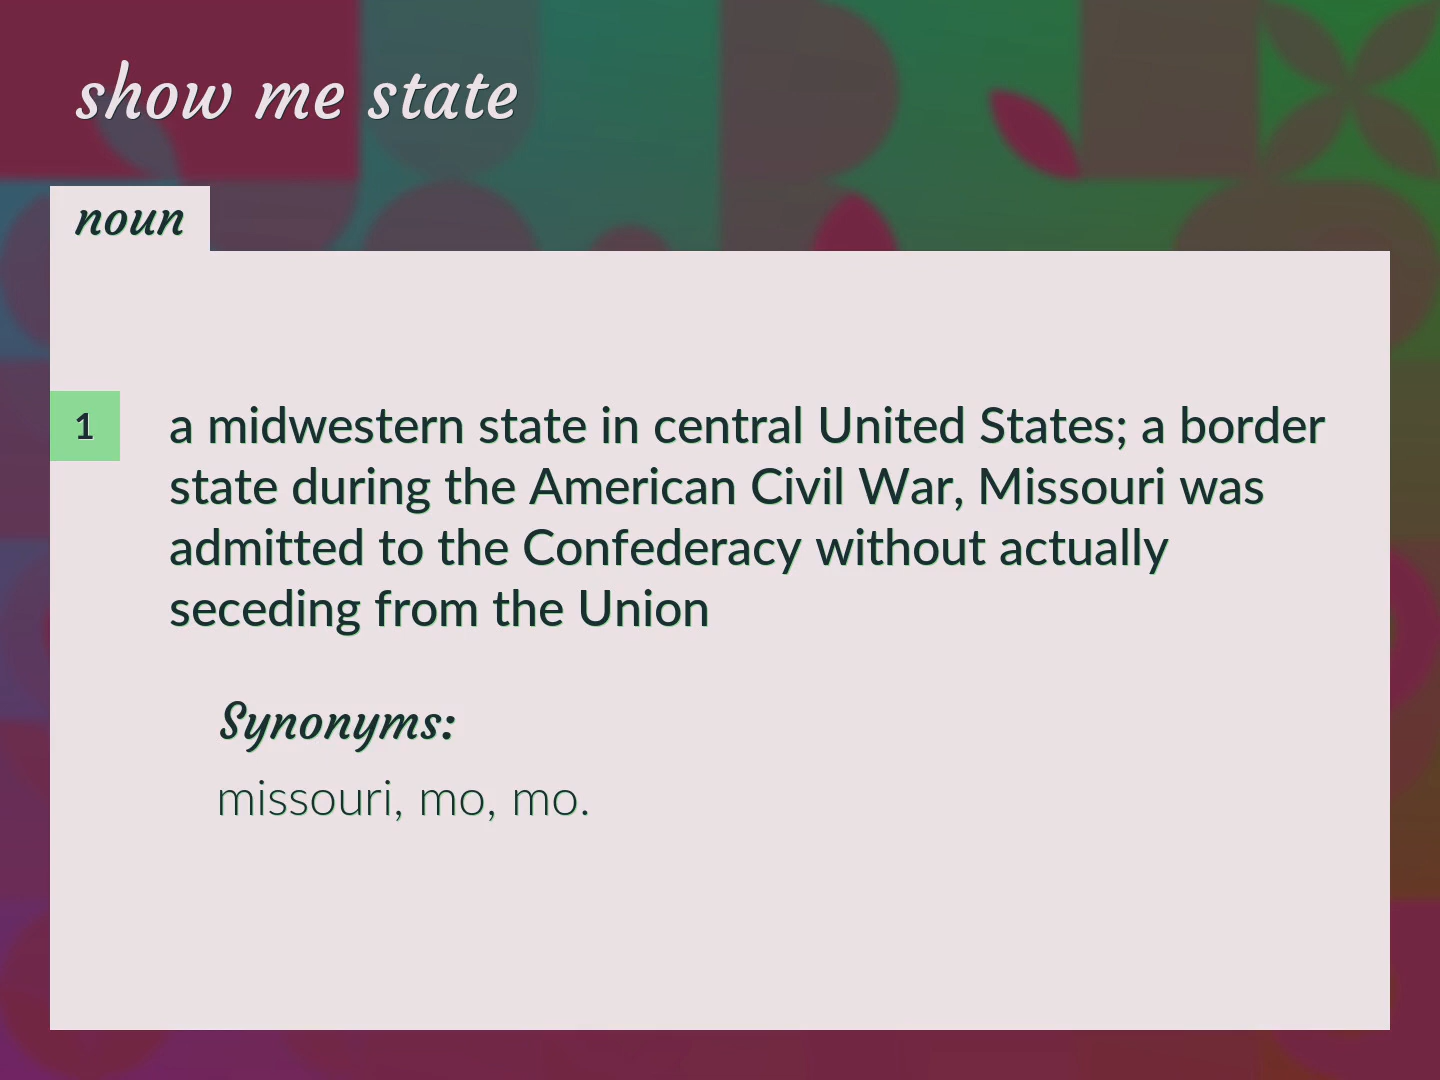 show me state
noun
1
a midwestern state in central United States; a border
state during the American Civil War, Missouri was
admitted to the Confederacy without actually
seceding from the Union
Synonyms:
missouri, mo, mo.